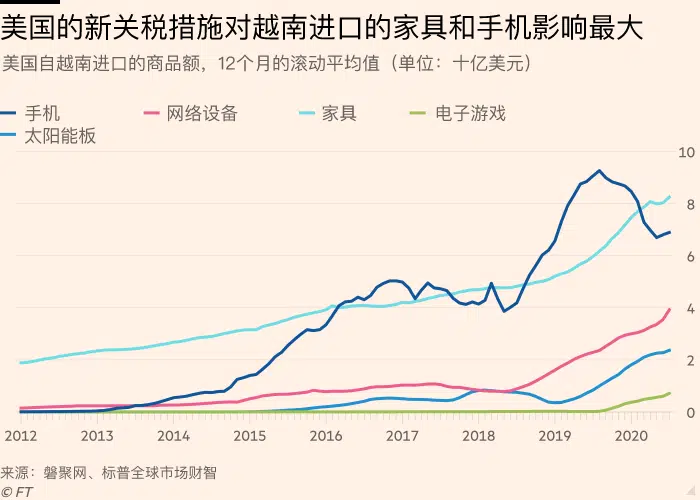 美国的新关税措施对越南进口的家具和手机影响最大
美国自越南进口的商品额，12个月的滚动平均值（单位：十亿美元）
手机 网络设备 家具 电子游戏
太阳能板
10
8
6
4
2
0
2012 2013 2014 2015 2016 2017 2018 2019 2020
来源：磐聚网、标普全球市场财智
© FT